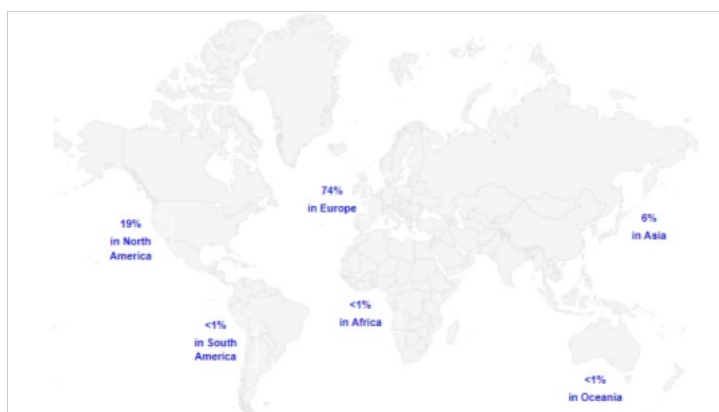 74%
in Europe
19%
in North
America
6%
in Asia
<1%
in Africa
<1%
in South
America
<1%
in Oceania